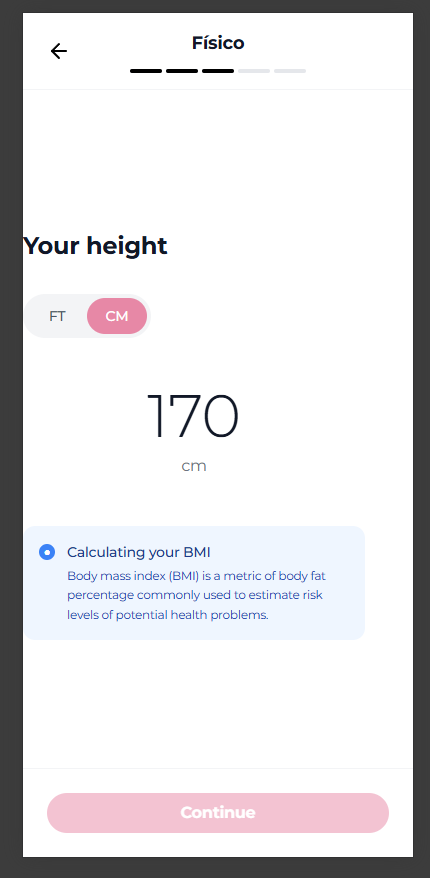 Físico
Your height
FT
CM
170
cm
Calculating your BMI
Body mass index (BMI) is a metric of body fat
percentage commonly used to estimate risk
levels of potential health problems.
Continue